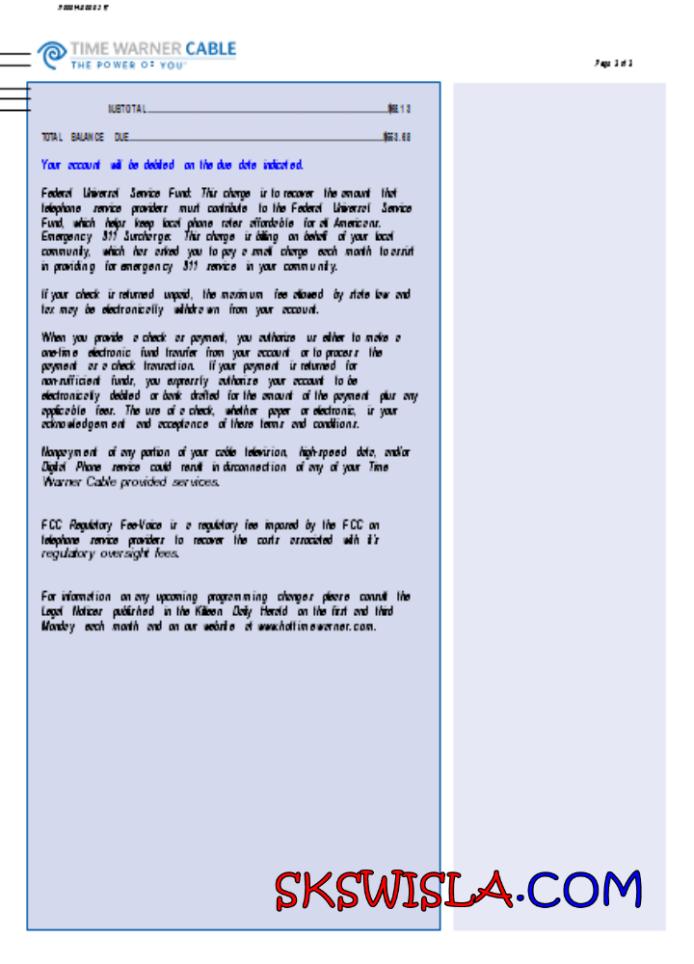 TIME WARNER CABLE
THE POWER OF YOU
SUBTOTAL
TOTAL BALANCE DUE
Your account will be debited on the due date indicated.
Federal Universal Service Fund: This charge is to recover the amount that
telephone service providers must contribute to the Federal Universal Service
Fund, which helps keep local phone rates affordable for all Americans.
Emergency 911 Surcharge: This charge is billing on behalf of your local
community, which has asked you to pay a small charge each month to assist
in providing for emergency 911 service in your community.
If your check is returned unpaid, the maximum fee allowed by state law and
tax may be electronically withdrawn from your account.
When you provide a check as payment, you authorize us either to make a
one-time electronic fund transfer from your account or to process the
payment as a check transaction. If your payment is returned for
non-sufficient funds, you expressly authorize your account to be
electronically debited or bank drafted for the amount of the payment plus any
applicable fees. The use of a check, whether paper or electronic, is your
acknowledgement and acceptance of these terms and conditions.
Nonpayment of any portion of your cable television, high-speed data, and/or
Digital Phone service could result in disconnection of any of your Time
Warner Cable provided services.
FCC Regulatory Fee-Voice is a regulatory fee imposed by the FCC on
telephone service providers to recover the costs associated with it's
regulatory oversight fees.
For information on any upcoming programming changes please consult the
Legal Notices published in the Killeen Daily Herald on the first and third
Monday each month and on our website at www.hottimewarner.com.
SKSWISLA.COM